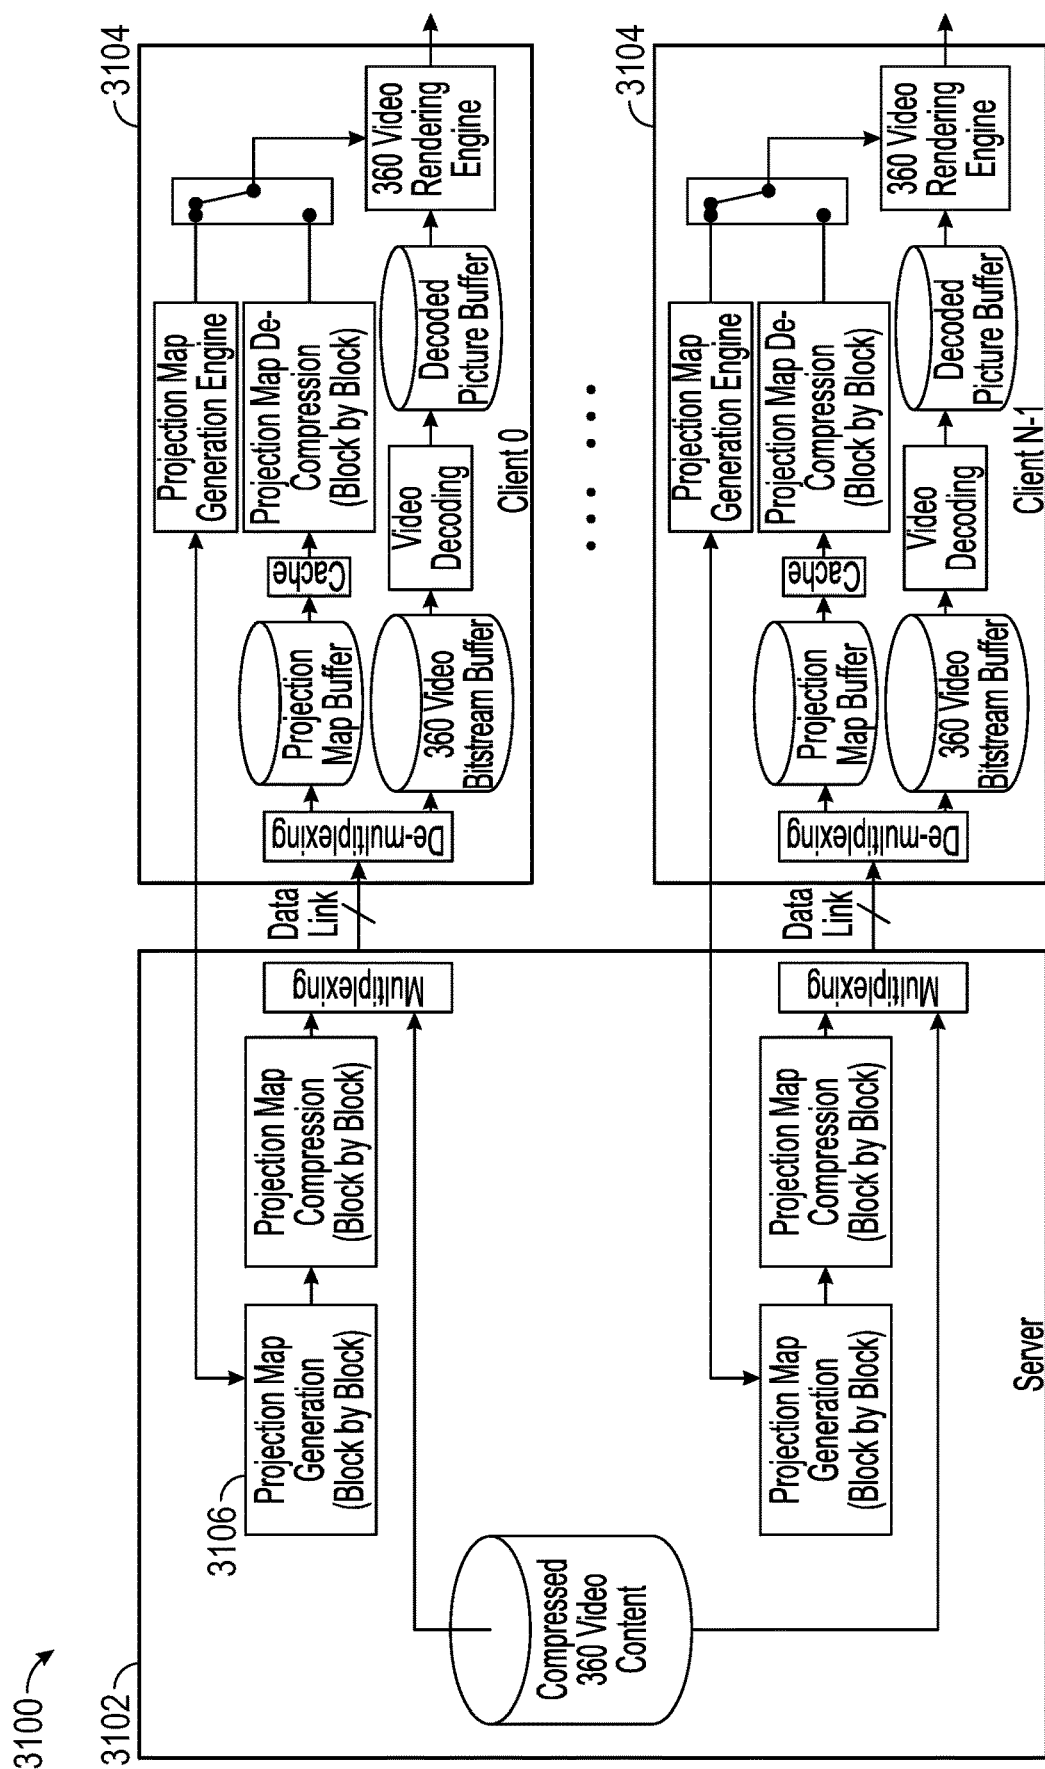 3100
3102
3106
Compressed
360 Video
Content
Projection Map
Generation
(Block by Block)
Projection Map
Compression
(Block by Block)
Multiplexing
Data
Link
3104
De-multiplexing
Projection
Map Buffer
360 Video
Bitstream Buffer
Cache
Video
Decoding
Projection Map
Generation Engine
Projection Map De-
Compression
(Block by Block)
Decoded
Picture Buffer
360 Video
Rendering
Engine
Client 0
Projection Map
Generation
(Block by Block)
Projection Map
Compression
(Block by Block)
Multiplexing
Server
Data
Link
3104
De-multiplexing
Projection
Map Buffer
360 Video
Bitstream Buffer
Cache
Video
Decoding
Projection Map
Generation Engine
Projection Map De-
Compression
(Block by Block)
Decoded
Picture Buffer
360 Video
Rendering
Engine
Client N-1